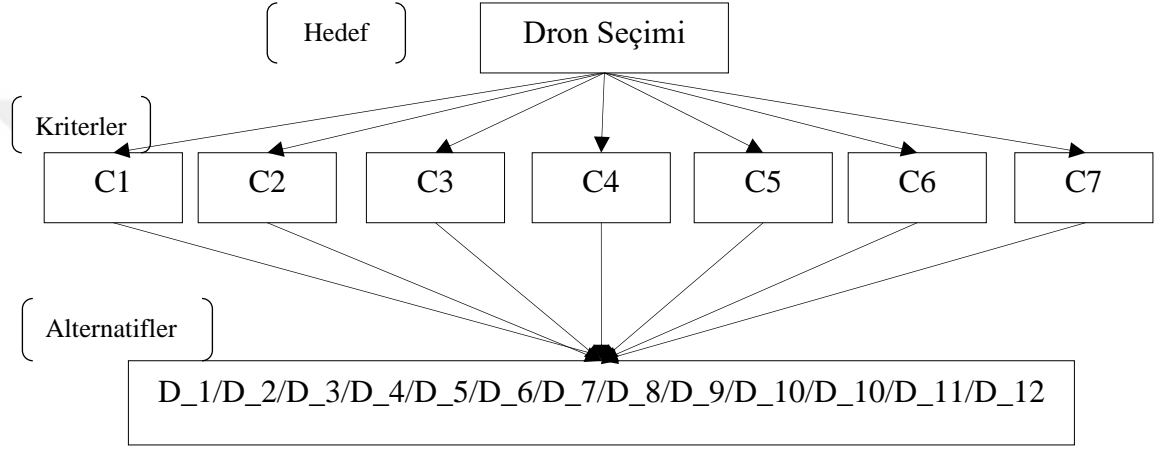 Hedef
Dron Seçimi
Kriterler
C1
C2
C3
C4
C5
C6
C7
Alternatifler
D_1/D_2/D_3/D_4/D_5/D_6/D_7/D_8/D_9/D_10/D_10/D_11/D_12